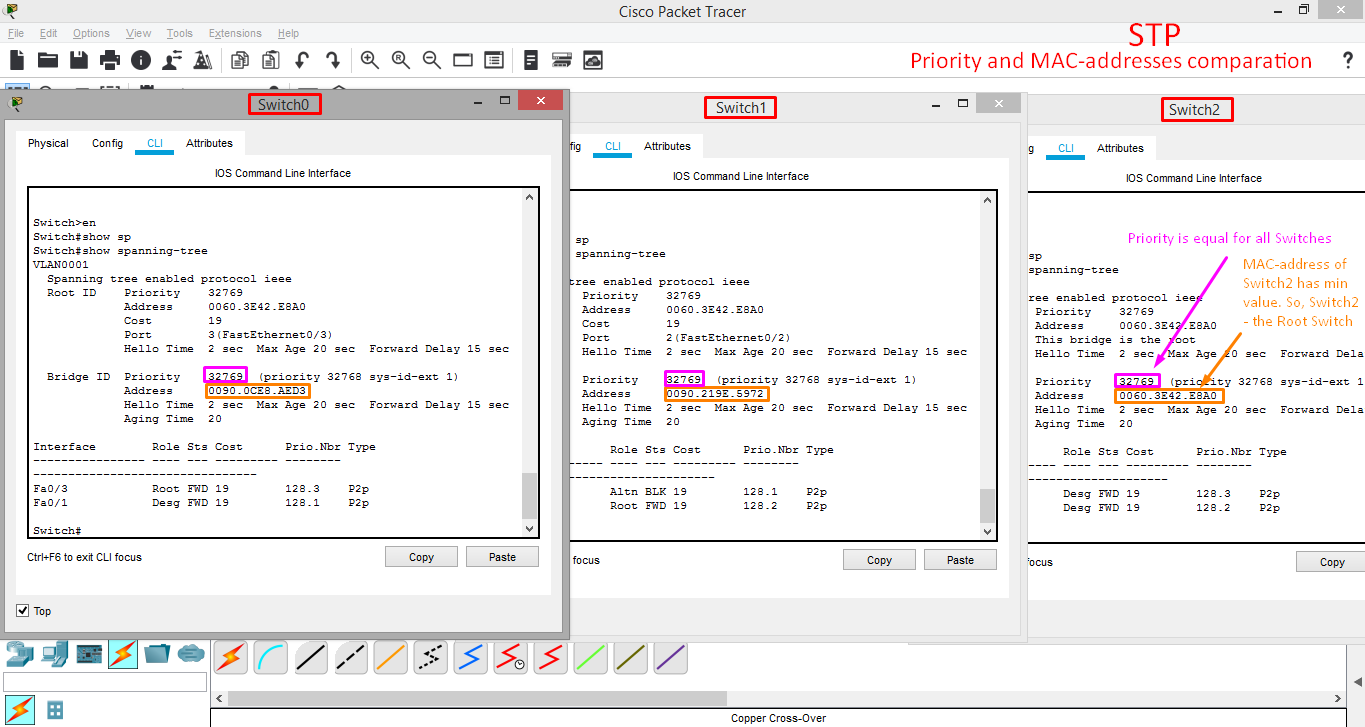 Cisco Packet Tracer
File Edit Options View Tools Extensions Help
STP
Priority and MAC-addresses comparation
?
Switch0
Physical Config CLI Attributes
IOS Command Line Interface
Switch>en
Switch#show sp
Switch#show spanning-tree
VLAN0001
Spanning tree enabled protocol ieee
Root ID Priority 32769
Address 0060.3E42.E8A0
Cost 19
Port 3(FastEthernet0/3)
Hello Time 2 sec Max Age 20 sec Forward Delay 15 sec
Bridge ID Priority 32769 (priority 32768 sys-id-ext 1)
Address 0090.0CE8.AED3
Hello Time 2 sec Max Age 20 sec Forward Delay 15 sec
Aging Time 20
Interface Role Sts Cost Prio.Nbr Type
---------------- ---- --- --------- --------
--------------------------------
Fa0/3 Root FWD 19 128.3 P2p
Fa0/1 Desg FWD 19 128.1 P2p
Switch#
Ctrl+F6 to exit CLI focus
Copy Paste
Top
Switch1
fig CLI Attributes
IOS Command Line Interface
sp
spanning-tree
tree enabled protocol ieee
Priority 32769
Address 0060.3E42.E8A0
Cost 19
Port 2(FastEthernet0/2)
Hello Time 2 sec Max Age 20 sec Forward Delay 15 sec
Priority 32769 (priority 32768 sys-id-ext 1)
Address 0090.219E.5972
Hello Time 2 sec Max Age 20 sec Forward Delay 15 sec
Aging Time 20
Role Sts Cost Prio.Nbr Type
----- ---- --- --------- --------
---------------------
Altn BLK 19 128.1 P2p
Root FWD 19 128.2 P2p
focus
Copy Paste
Switch2
g CLI Attributes
IOS Command Line Interface
Priority is equal for all Switches
MAC-address of
Switch2 has min
value. So, Switch2
- the Root Switch
sp
spanning-tree
ree enabled protocol ieee
Priority 32769
Address 0060.3E42.E8A0
This bridge is the root
Hello Time 2 sec Max Age 20 sec Forward Dela
Priority 32769 (priority 32768 sys-id-ext 1
Address 0060.3E42.E8A0
Hello Time 2 sec Max Age 20 sec Forward Dela
Aging Time 20
Role Sts Cost Prio.Nbr Type
---- ---- --- --------- --------
--------------------
Desg FWD 19 128.3 P2p
Desg FWD 19 128.2 P2p
ocus
Copy
Copper Cross-Over